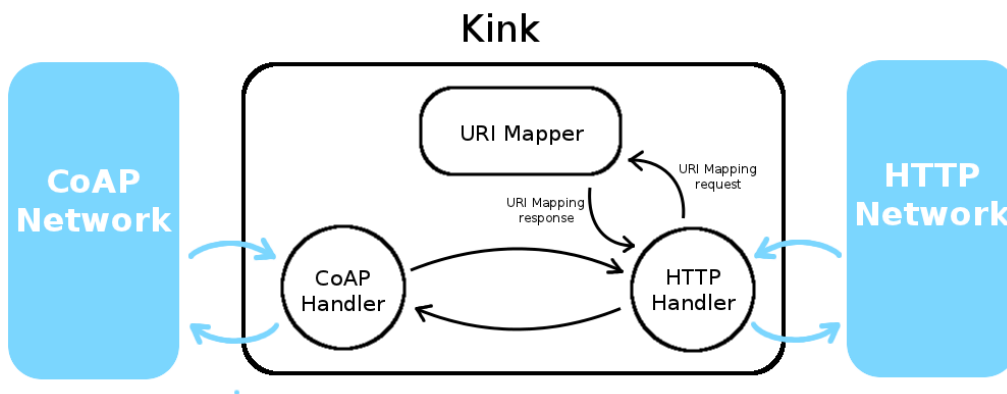 Kink
CoAP
Network
URI Mapper
HTTP
Network
URI Mapping
request
URI Mapping
response
CoAP
Handler
HTTP
Handler